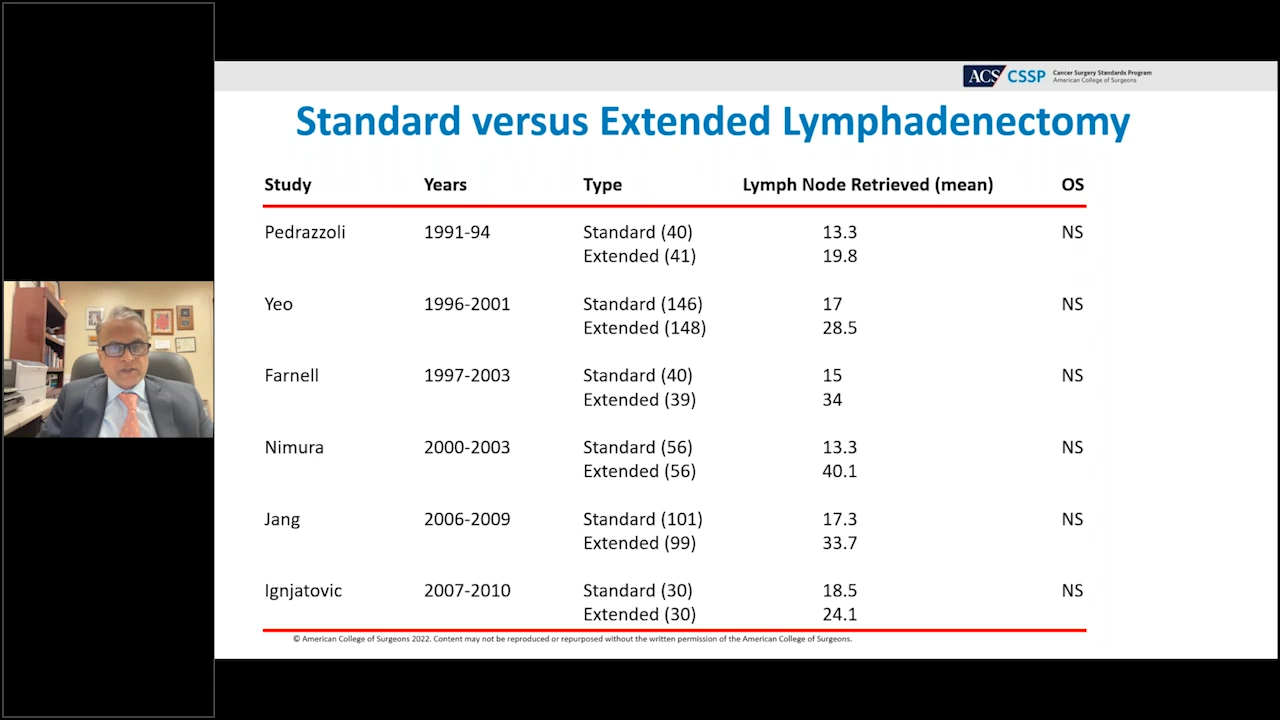 ACS CSSP Cancer Surgery Standards Program
American College of Surgeons
Standard versus Extended Lymphadenectomy
Study Years Type Lymph Node Retrieved (mean) OS
Pedrazzoli 1991-94 Standard (40) 13.3 NS
Extended (41) 19.8
Yeo 1996-2001 Standard (146) 17 NS
Extended (148) 28.5
Farnell 1997-2003 Standard (40) 15 NS
Extended (39) 34
Nimura 2000-2003 Standard (56) 13.3 NS
Extended (56) 40.1
Jang 2006-2009 Standard (101) 17.3 NS
Extended (99) 33.7
Ignjatovic 2007-2010 Standard (30) 18.5 NS
Extended (30) 24.1
© American College of Surgeons 2022. Content may not be reproduced or repurposed without the written permission of the American College of Surgeons.